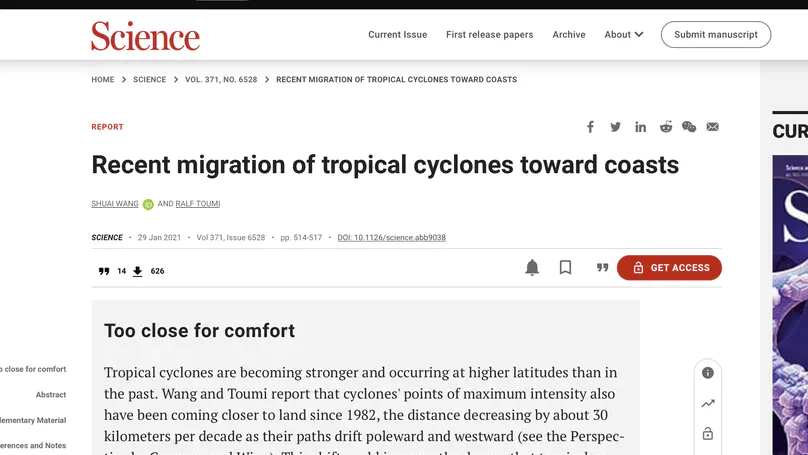 Science
Current Issue First release papers Archive About Submit manuscript
HOME > SCIENCE > VOL. 371, NO. 6528 > RECENT MIGRATION OF TROPICAL CYCLONES TOWARD COASTS
CUR
REPORT
Recent migration of tropical cyclones toward coasts
SHUAI WANG iD AND RALF TOUMI
SCIENCE • 29 Jan 2021 • Vol 371, Issue 6528 • pp. 514-517 • DOI: 10.1126/science.abb9038
14 626
GET ACCESS
Too close for comfort
Tropical cyclones are becoming stronger and occurring at higher latitudes than in
the past. Wang and Toumi report that cyclones' points of maximum intensity also
have been coming closer to land since 1982, the distance decreasing by about 30
kilometers per decade as their paths drift poleward and westward (see the Perspec-
o close for comfort
Abstract
lementary Material
erences and Notes